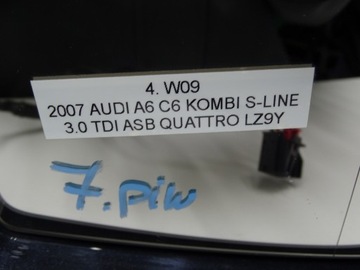 4. W09
2007 AUDI A6 C6 KOMBI S-LINE
3.0 TDI ASB QUATTRO LZ9Y
7. piw